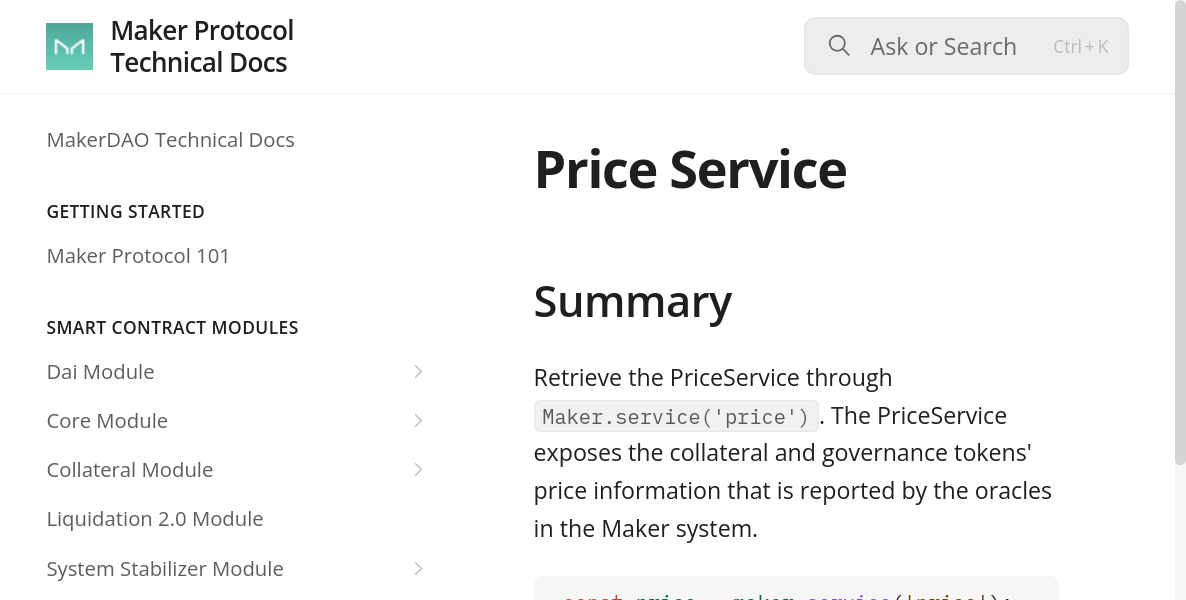 Maker Protocol
Technical Docs
Ask or Search
Ctrl + K
MakerDAO Technical Docs
GETTING STARTED
Maker Protocol 101
SMART CONTRACT MODULES
Dai Module
Core Module
Collateral Module
Liquidation 2.0 Module
System Stabilizer Module
Price Service
Summary
Retrieve the PriceService through
Maker.service('price') . The PriceService
exposes the collateral and governance tokens'
price information that is reported by the oracles
in the Maker system.